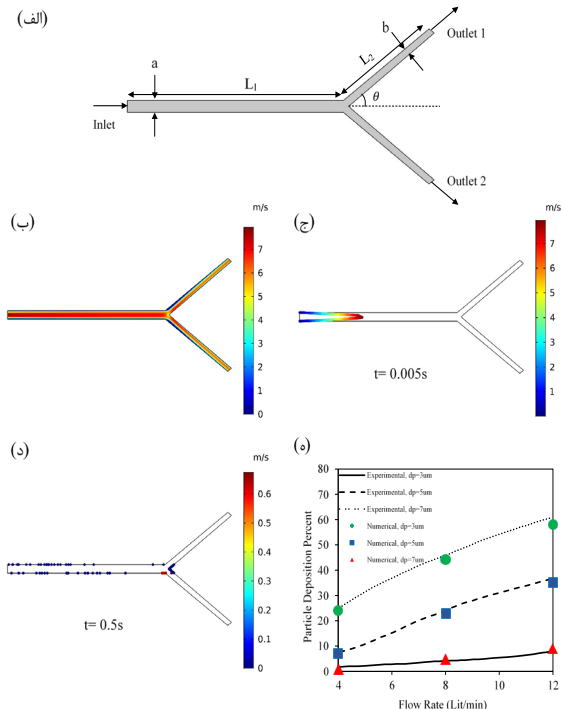 (الف)
Outlet 1
b
L2
a
L1
θ
Inlet
Outlet 2
(ب)
m/s
7
6
5
4
3
2
1
0
(ج)
m/s
7
6
5
4
3
2
1
t= 0.005s
(د)
m/s
0.6
0.5
0.4
0.3
0.2
0.1
0
t= 0.5s
(ه)
Particle Deposition Percent
80
70
60
50
40
30
20
10
0
Experimental, dp=3um
Experimental, dp=5um
Experimental, dp=7um
Numerical, dp=3um
Numerical, dp=5um
Numerical, dp=7um
4 8 12
Flow Rate (Lit/min)